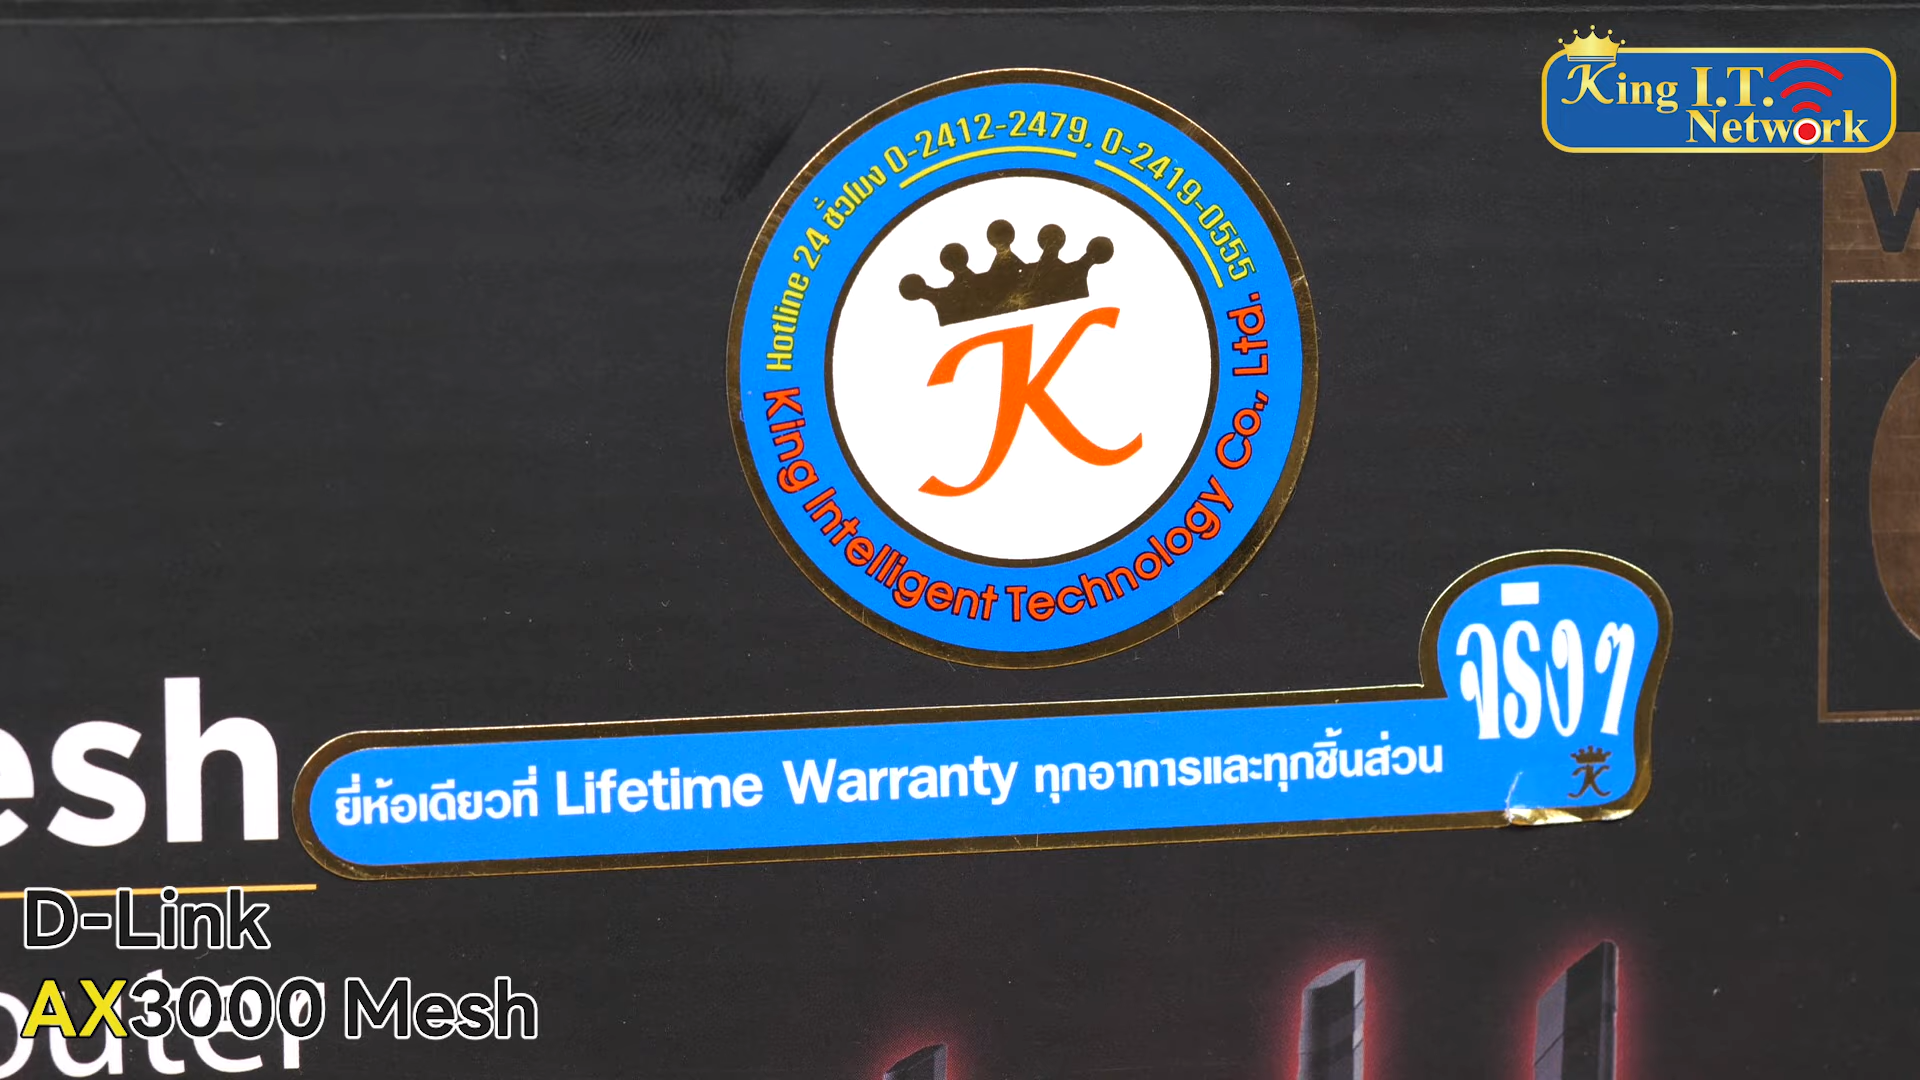 King I.T.
Network
Hotline 24 ชั่วโมง 0-2412-2479, 0-2419-0555
King Intelligent Technology Co., Ltd.
K
จริงๆ
ยี่ห้อเดียวที่ Lifetime Warranty ทุกอาการและทุกชิ้นส่วน
K
esh
D-Link
AX3000 Mesh
outer